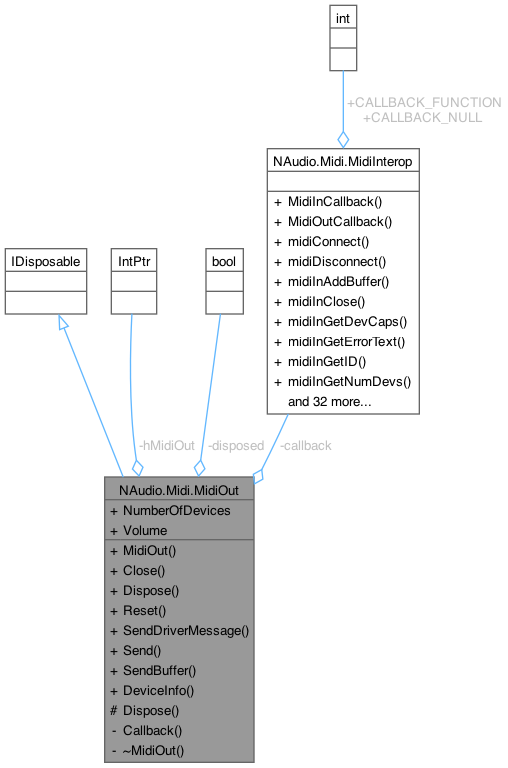 int
+CALLBACK_FUNCTION
+CALLBACK_NULL
NAudio.Midi.MidiInterop
+ MidiInCallback()
+ MidiOutCallback()
+ midiConnect()
+ midiDisconnect()
+ midiInAddBuffer()
+ midiInClose()
+ midiInGetDevCaps()
+ midiInGetErrorText()
+ midiInGetID()
+ midiInGetNumDevs()
and 32 more...
IDisposable
IntPtr
bool
-hMidiOut
-disposed
-callback
NAudio.Midi.MidiOut
+ NumberOfDevices
+ Volume
+ MidiOut()
+ Close()
+ Dispose()
+ Reset()
+ SendDriverMessage()
+ Send()
+ SendBuffer()
+ DeviceInfo()
# Dispose()
- Callback()
- ~MidiOut()